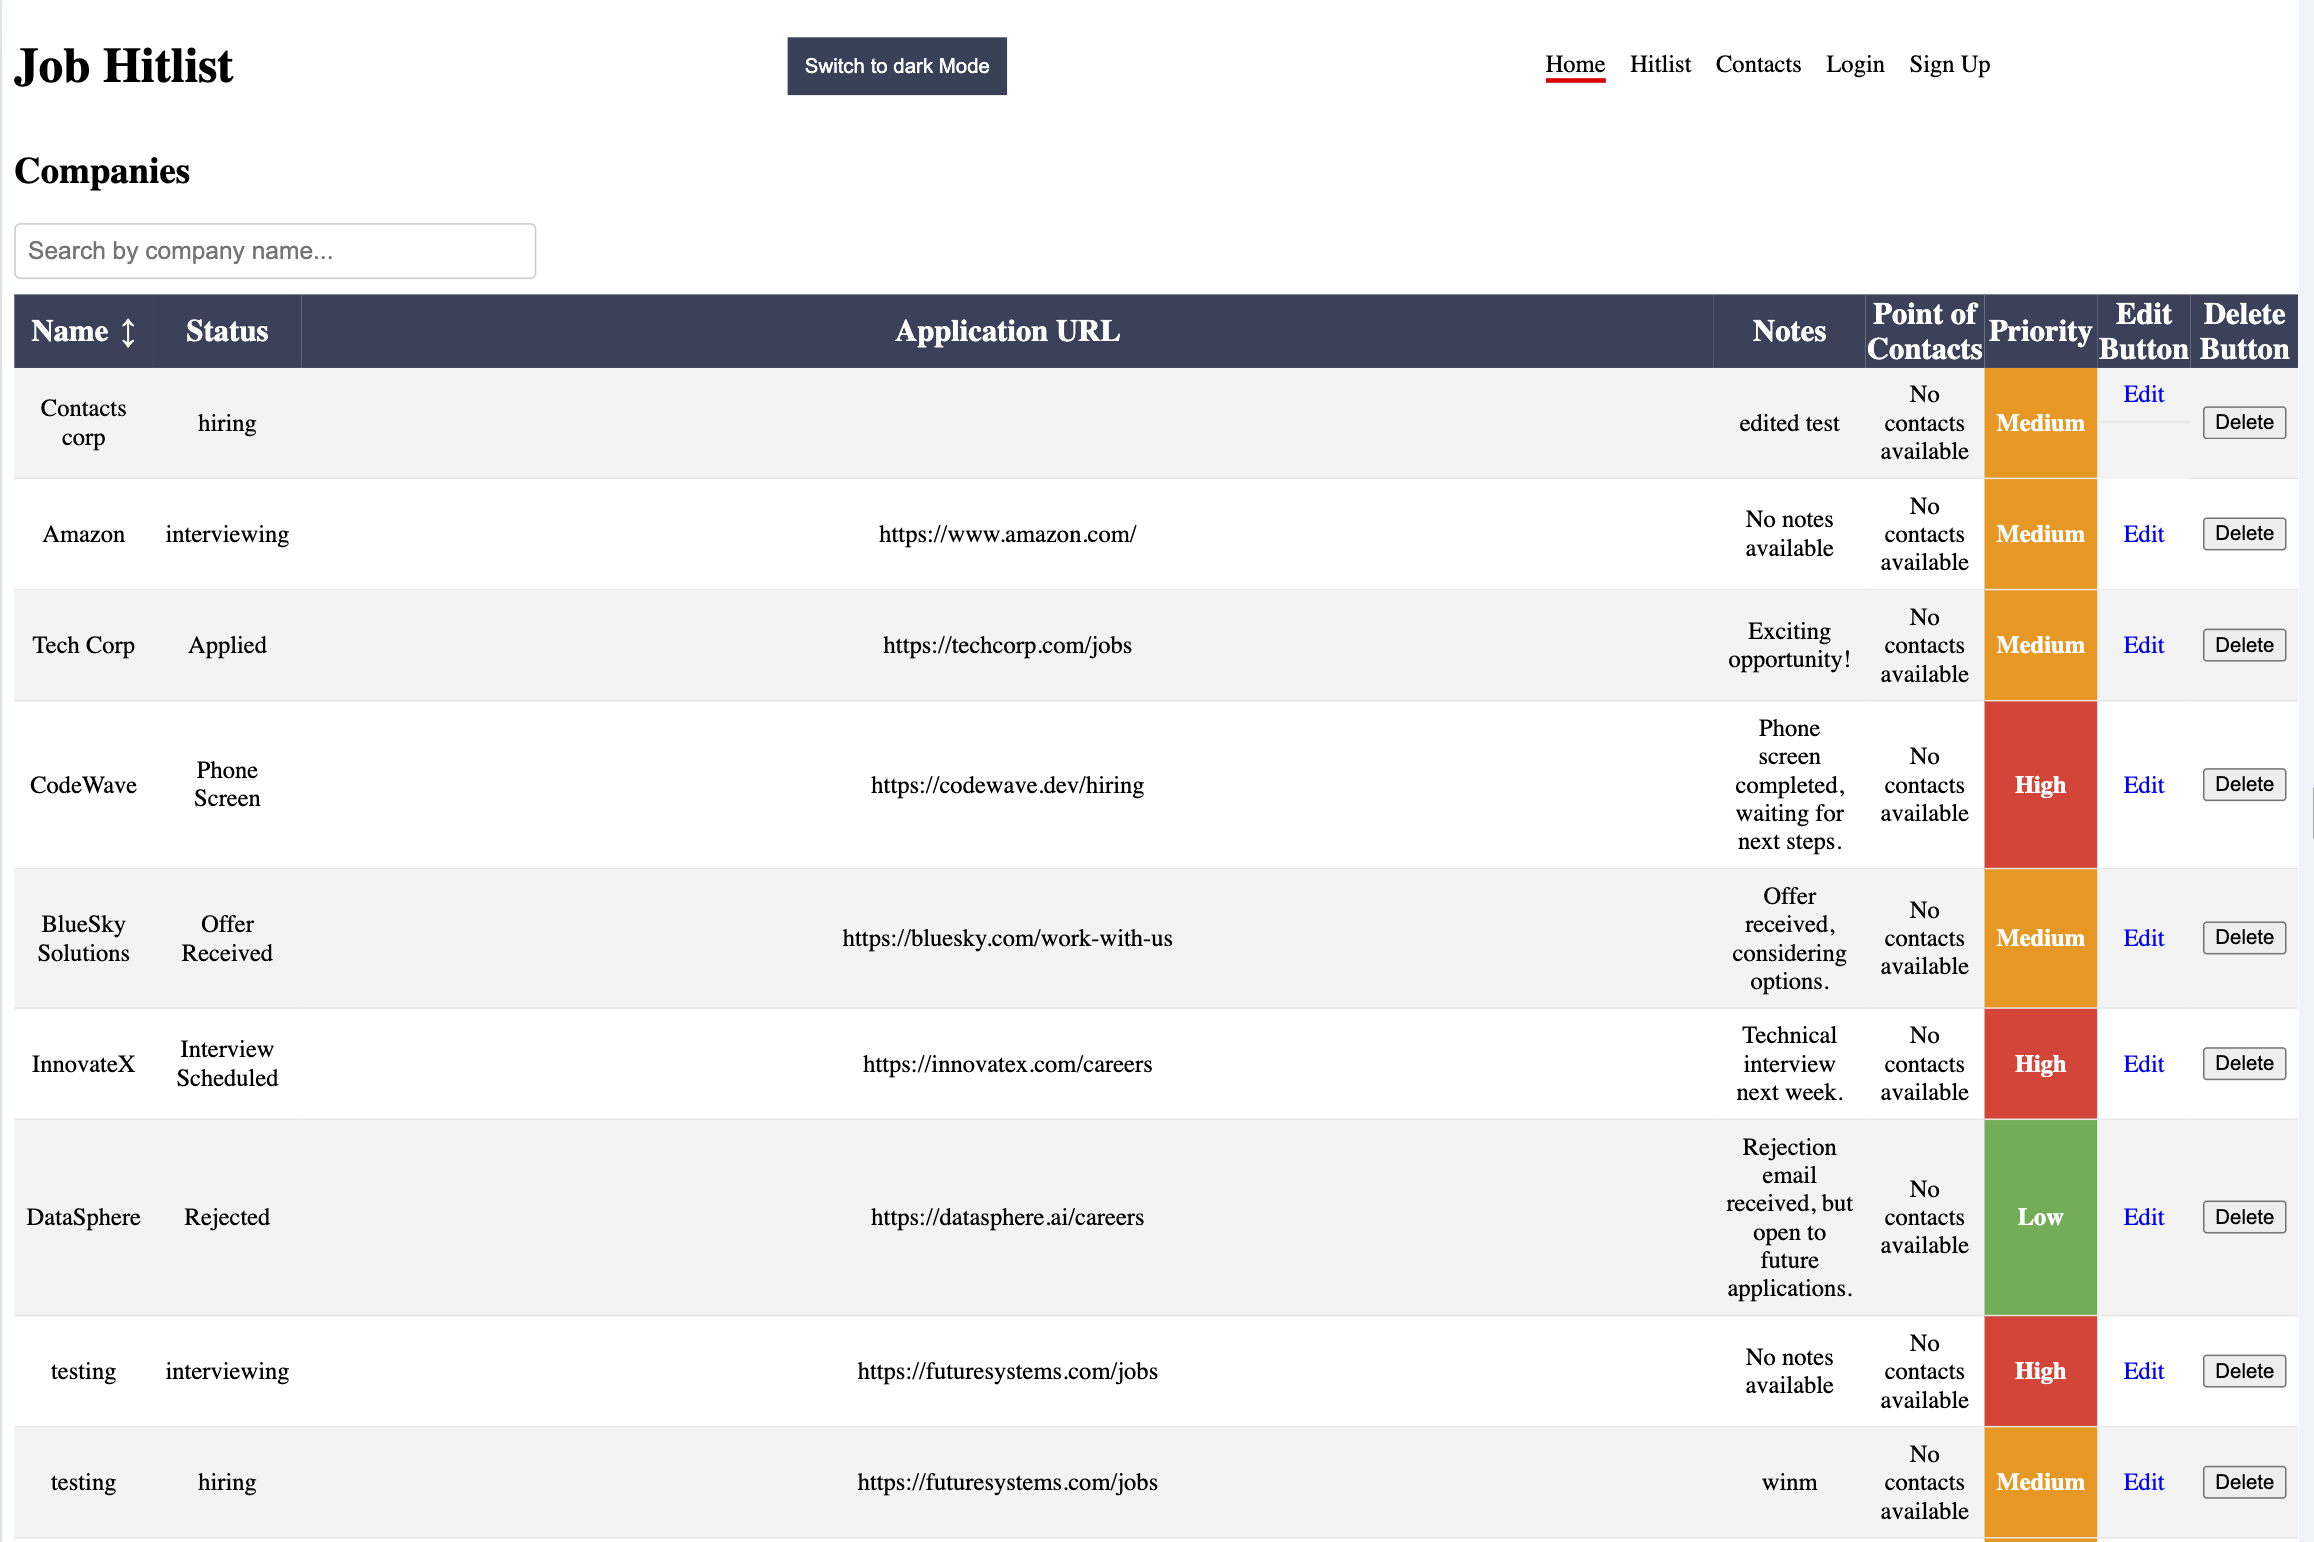 Job Hitlist
Switch to dark Mode
Home Hitlist Contacts Login Sign Up
Companies
Search by company name...
Name ↕ Status Application URL Notes Point of Contacts Priority Edit Button Delete Button
Contacts corp hiring edited test No contacts available Medium Edit Delete
Amazon interviewing https://www.amazon.com/ No notes available No contacts available Medium Edit Delete
Tech Corp Applied https://techcorp.com/jobs Exciting opportunity! No contacts available Medium Edit Delete
CodeWave Phone Screen https://codewave.dev/hiring Phone screen completed, waiting for next steps. No contacts available High Edit Delete
BlueSky Solutions Offer Received https://bluesky.com/work-with-us Offer received, considering options. No contacts available Medium Edit Delete
InnovateX Interview Scheduled https://innovatex.com/careers Technical interview next week. No contacts available High Edit Delete
DataSphere Rejected https://datasphere.ai/careers Rejection email received, but open to future applications. No contacts available Low Edit Delete
testing interviewing https://futuresystems.com/jobs No notes available No contacts available High Edit Delete
testing hiring https://futuresystems.com/jobs winm No contacts available Medium Edit Delete